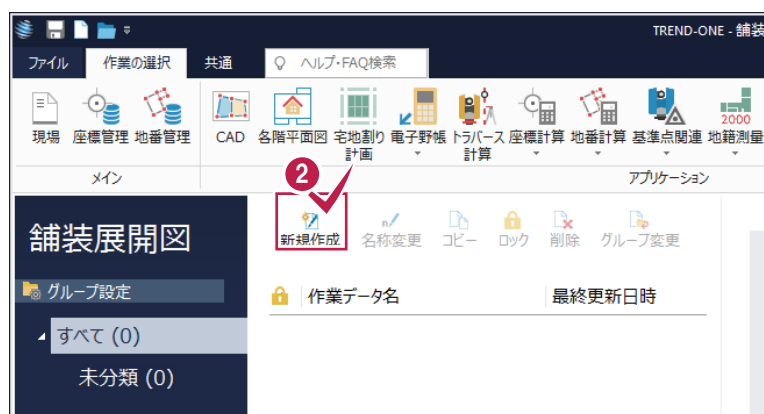 TREND-ONE - 舗装
ファイル 作業の選択 共通 ヘルプ・FAQ検索
現場 座標管理 地番管理 CAD 各階平面図 宅地割り計画 電子野帳 トラバース計算 座標計算 地番計算 基準点関連 2000 地籍測量
メイン アプリケーション
2
舗装展開図
新規作成 名称変更 コピー ロック 削除 グループ変更
グループ設定
作業データ名 最終更新日時
すべて (0)
未分類 (0)